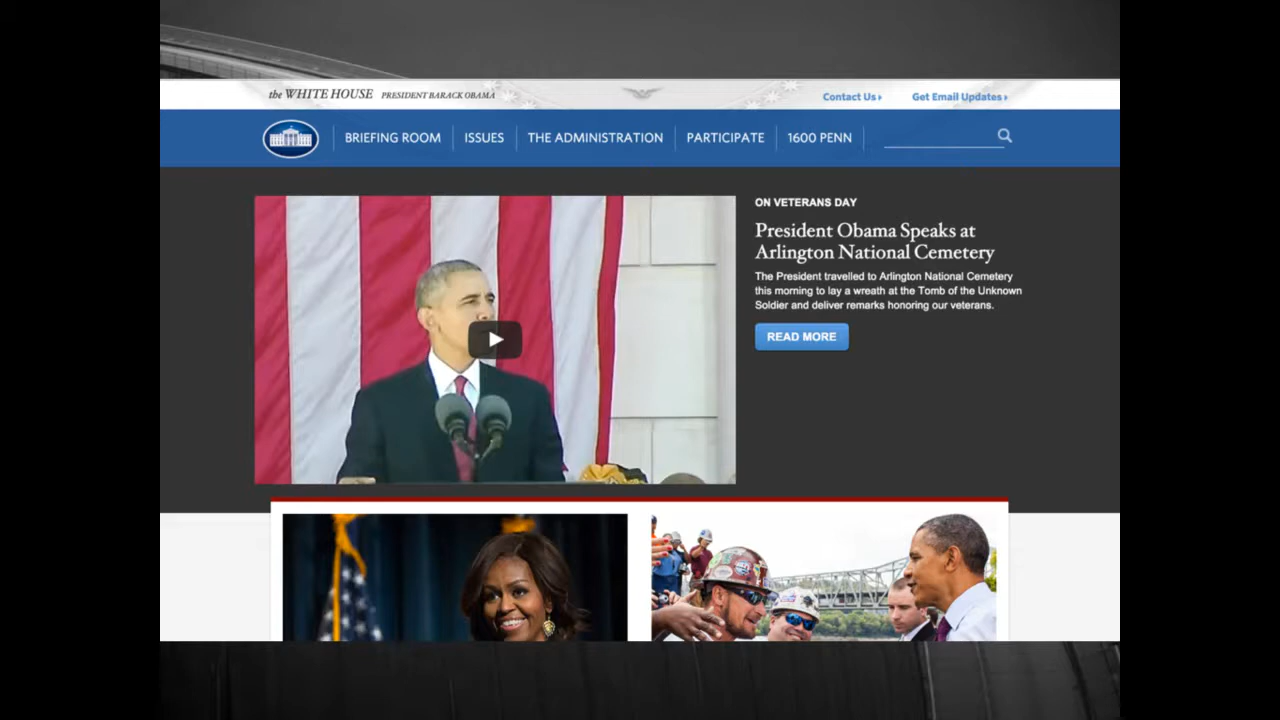 the WHITE HOUSE PRESIDENT BARACK OBAMA
Contact Us
Get Email Updates
BRIEFING ROOM
ISSUES
THE ADMINISTRATION
PARTICIPATE
1600 PENN
ON VETERANS DAY
President Obama Speaks at
Arlington National Cemetery
The President travelled to Arlington National Cemetery
this morning to lay a wreath at the Tomb of the Unknown
Soldier and deliver remarks honoring our veterans.
READ MORE